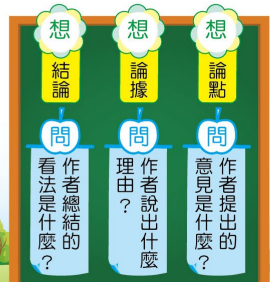 想
論點
問
作者提出的
意見是什麼？
想
論據
問
作者說出什麼
理由？
想
結論
問
作者總結的
看法是什麼？